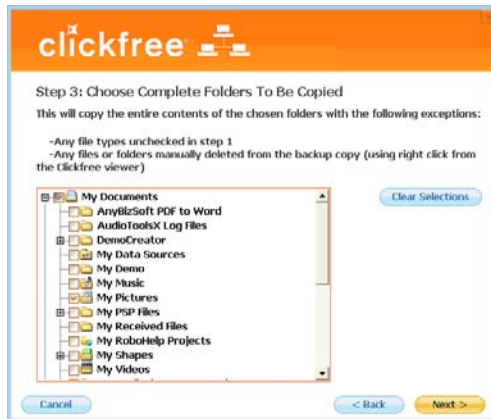 clickfree
Step 3: Choose Complete Folders To Be Copied
This will copy the entire contents of the chosen folders with the following exceptions:
-Any file types unchecked in step 1
-Any files or folders manually deleted from the backup copy (using right click from
the Clickfree viewer)
My Documents
Clear Selections
AnyBizSoft PDF to Word
AudioToolsX Log Files
DemoCreator
My Data Sources
My Demo
My Music
My Pictures
My PSP Files
My Received Files
My RoboHelp Projects
My Shapes
My Videos
Cancel
< Back
Next >